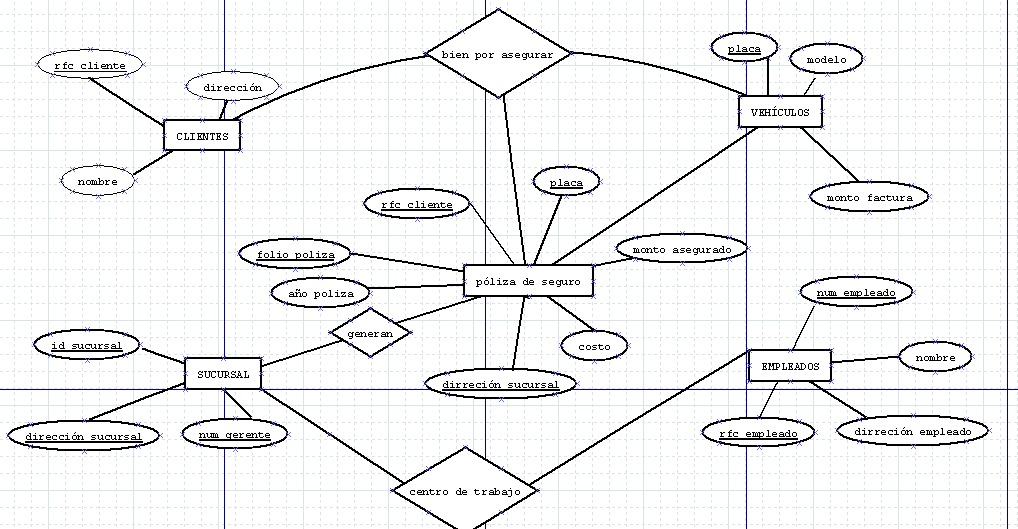 bien por asegurar
placa
modelo
rfc cliente
dirección
CLIENTES
VEHÍCULOS
nombre
placa
monto factura
rfc cliente
folio poliza
monto asegurado
póliza de seguro
año poliza
num empleado
generan
id sucursal
costo
nombre
SUCURSAL
EMPLEADOS
dirreción sucursal
dirección sucursal
num gerente
rfc empleado
dirreción empleado
centro de trabajo